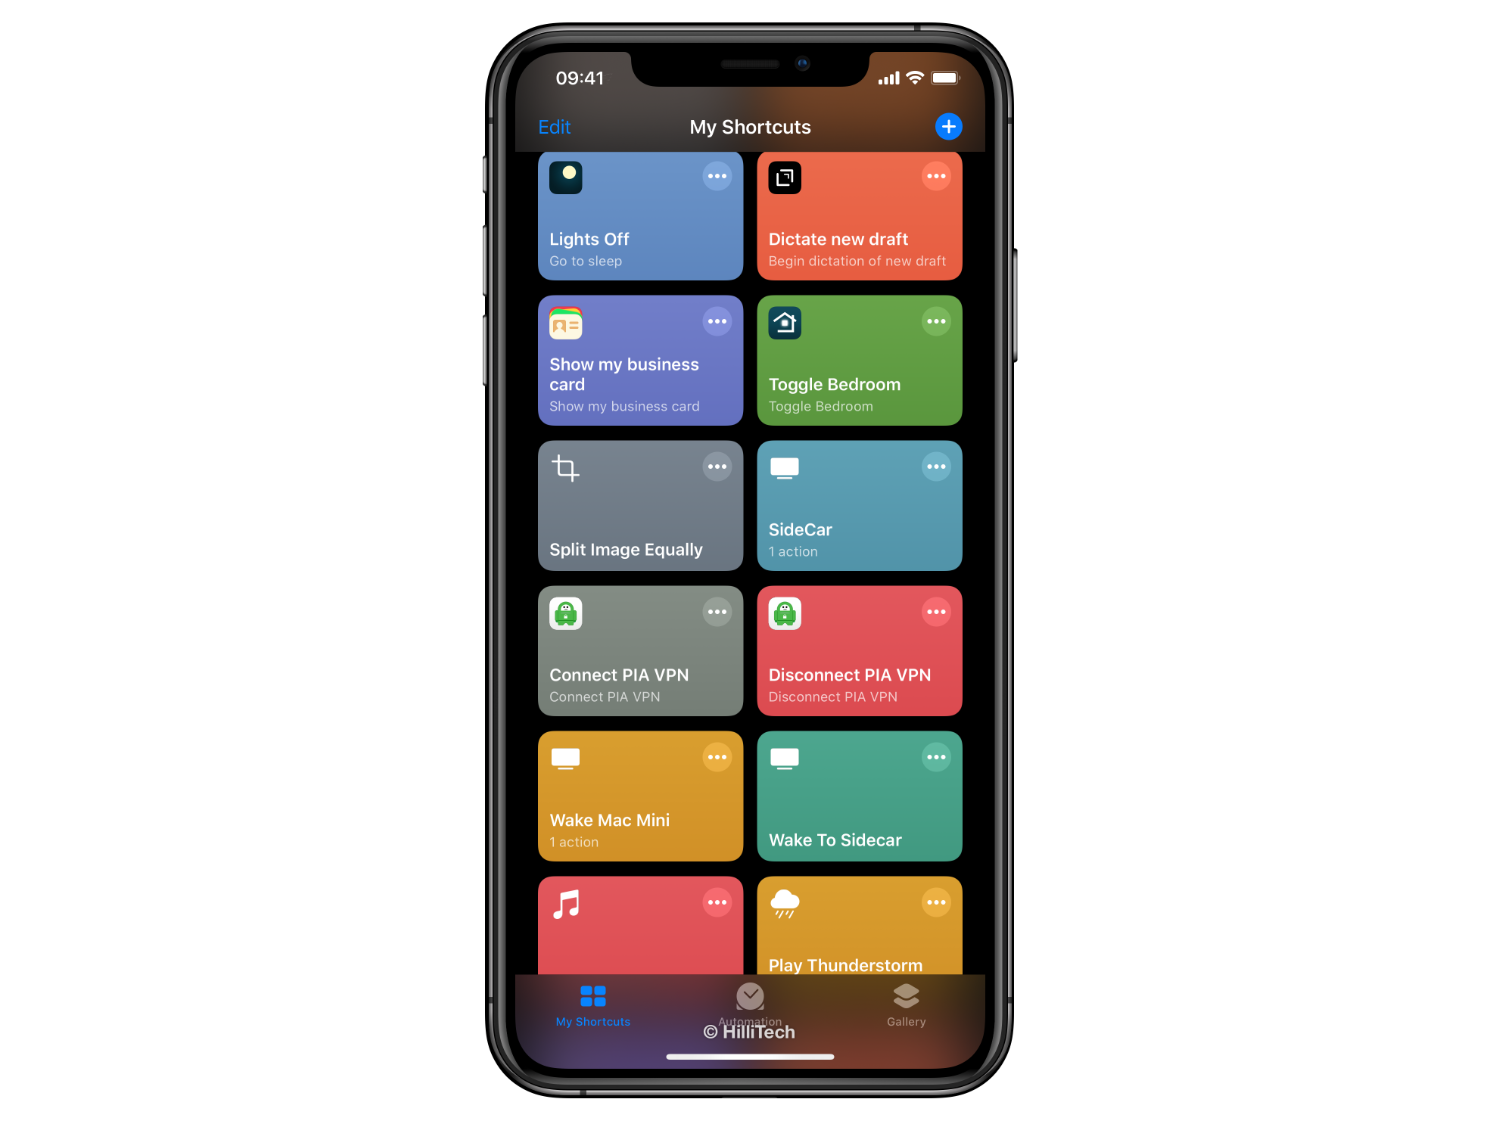 09:41
Edit
My Shortcuts
Lights Off
Go to sleep
Dictate new draft
Begin dictation of new draft
Show my business
card
Show my business card
Toggle Bedroom
Toggle Bedroom
Split Image Equally
SideCar
1 action
Connect PIA VPN
Connect PIA VPN
Disconnect PIA VPN
Disconnect PIA VPN
Wake Mac Mini
1 action
Wake To Sidecar
Play Thunderstorm
My Shortcuts
Automation
Gallery
© HilliTech